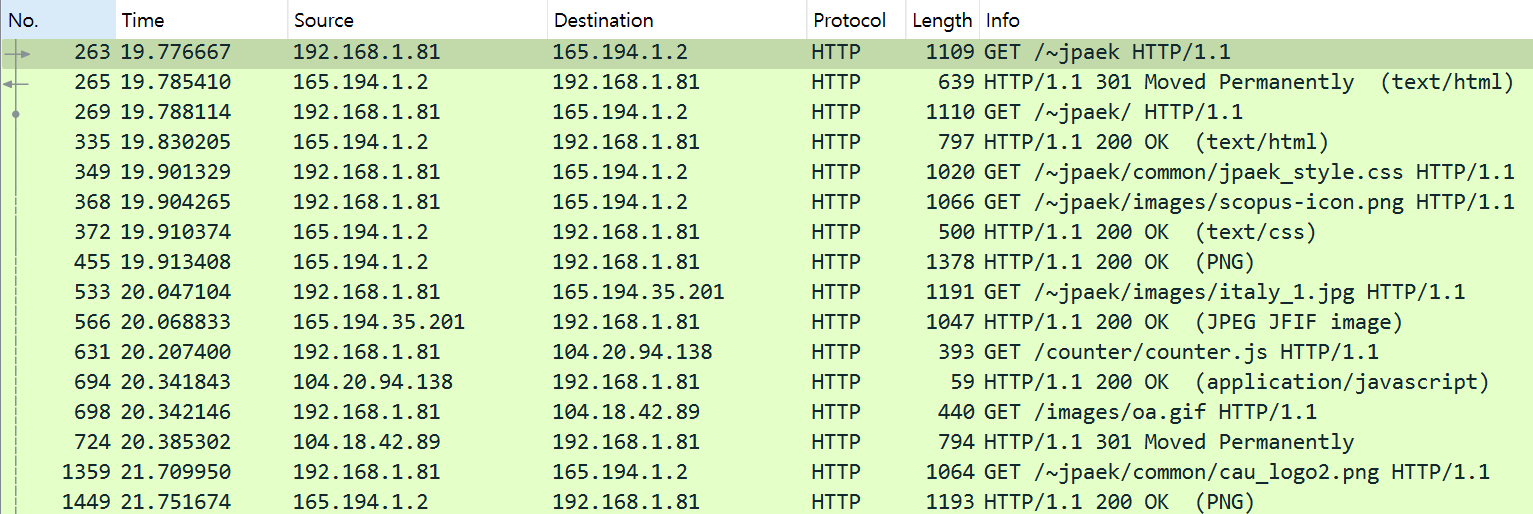 No. Time Source Destination Protocol Length Info
263 19.776667 192.168.1.81 165.194.1.2 HTTP 1109 GET /~jpaek HTTP/1.1
265 19.785410 165.194.1.2 192.168.1.81 HTTP 639 HTTP/1.1 301 Moved Permanently (text/html)
269 19.788114 192.168.1.81 165.194.1.2 HTTP 1110 GET /~jpaek/ HTTP/1.1
335 19.830205 165.194.1.2 192.168.1.81 HTTP 797 HTTP/1.1 200 OK (text/html)
349 19.901329 192.168.1.81 165.194.1.2 HTTP 1020 GET /~jpaek/common/jpaek_style.css HTTP/1.1
368 19.904265 192.168.1.81 165.194.1.2 HTTP 1066 GET /~jpaek/images/scopus-icon.png HTTP/1.1
372 19.910374 165.194.1.2 192.168.1.81 HTTP 500 HTTP/1.1 200 OK (text/css)
455 19.913408 165.194.1.2 192.168.1.81 HTTP 1378 HTTP/1.1 200 OK (PNG)
533 20.047104 192.168.1.81 165.194.35.201 HTTP 1191 GET /~jpaek/images/italy_1.jpg HTTP/1.1
566 20.068833 165.194.35.201 192.168.1.81 HTTP 1047 HTTP/1.1 200 OK (JPEG JFIF image)
631 20.207400 192.168.1.81 104.20.94.138 HTTP 393 GET /counter/counter.js HTTP/1.1
694 20.341843 104.20.94.138 192.168.1.81 HTTP 59 HTTP/1.1 200 OK (application/javascript)
698 20.342146 192.168.1.81 104.18.42.89 HTTP 440 GET /images/oa.gif HTTP/1.1
724 20.385302 104.18.42.89 192.168.1.81 HTTP 794 HTTP/1.1 301 Moved Permanently
1359 21.709950 192.168.1.81 165.194.1.2 HTTP 1064 GET /~jpaek/common/cau_logo2.png HTTP/1.1
1449 21.751674 165.194.1.2 192.168.1.81 HTTP 1193 HTTP/1.1 200 OK (PNG)